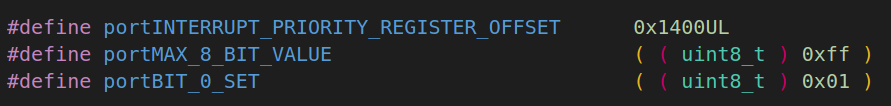 #define portINTERRUPT_PRIORITY_REGISTER_OFFSET 0x1400UL
#define portMAX_8_BIT_VALUE ( ( uint8_t ) 0xff )
#define portBIT_0_SET ( ( uint8_t ) 0x01 )